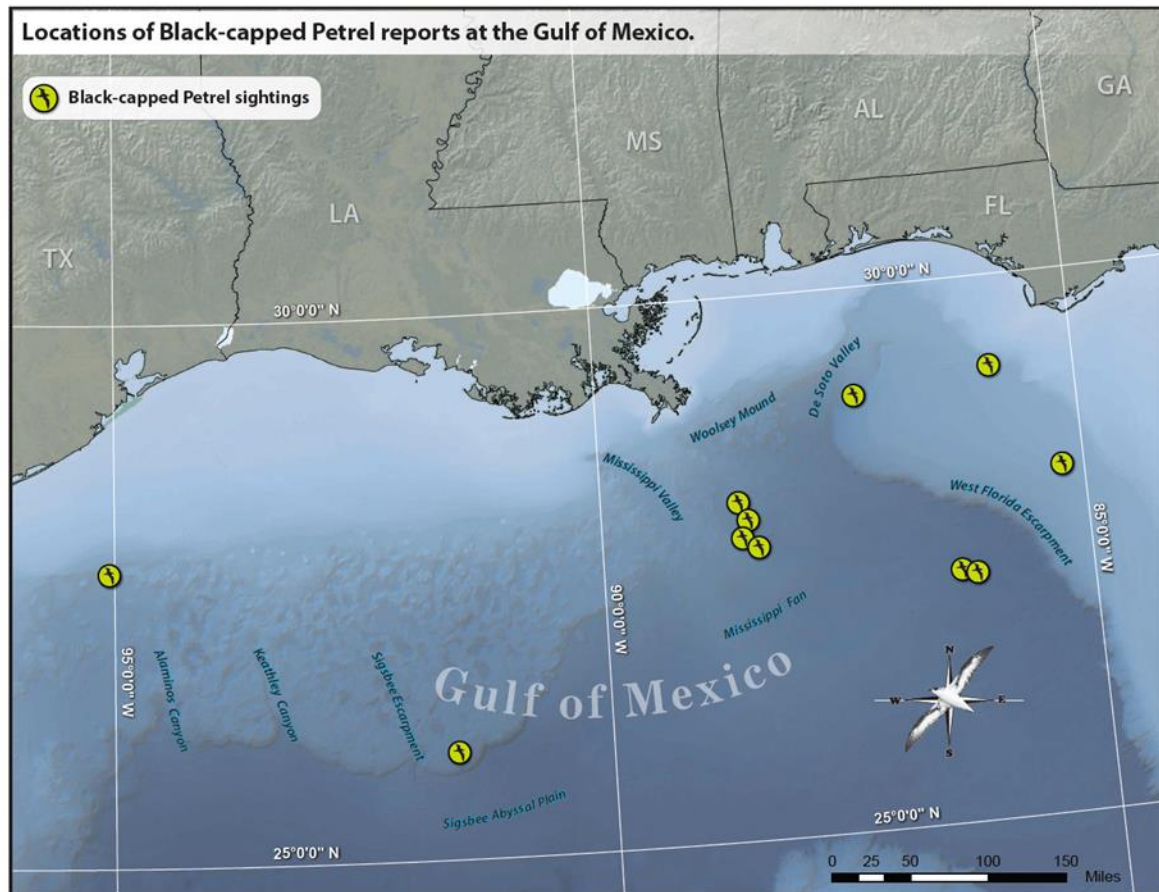 Locations of Black-capped Petrel reports at the Gulf of Mexico.
Black-capped Petrel sightings
GA
AL
MS
FL
LA
TX
30°0'0" N
30°0'0" N
De Soto Valley
Woolsey Mound
Mississippi Valley
West Florida Escarpment
85°0'0" W
90°0'0" W
95°0'0" W
Mississippi Fan
Alaminos Canyon
Keathley Canyon
Sigsbee Escarpment
Gulf of Mexico
N
W
E
S
Sigsbee Abyssal Plain
25°0'0" N
25°0'0" N
0 25 50 100 150
Miles